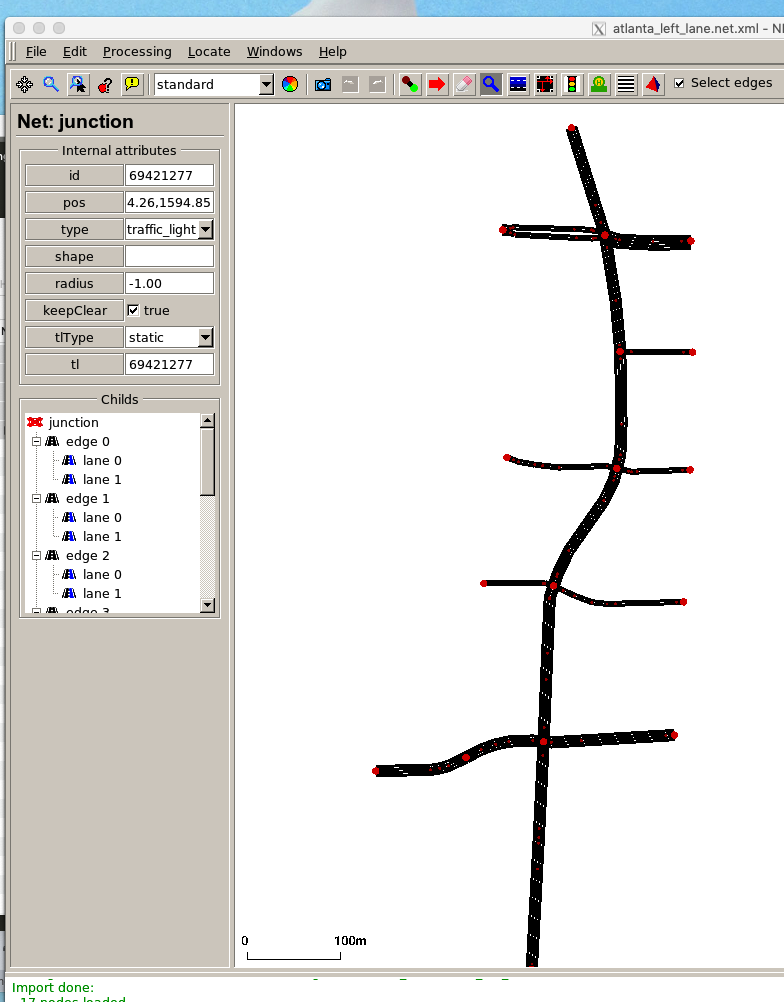 atlanta_left_lane.net.xml - N
File Edit Processing Locate Windows Help
standard
Select edges
Net: junction
Internal attributes
id 69421277
pos 4.26,1594.85
type traffic_light
shape
radius -1.00
keepClear true
tlType static
tl 69421277
Childs
junction
edge 0
lane 0
lane 1
edge 1
lane 0
lane 1
edge 2
lane 0
lane 1
edge 3
0 100m
Import done:
17 nodes loaded